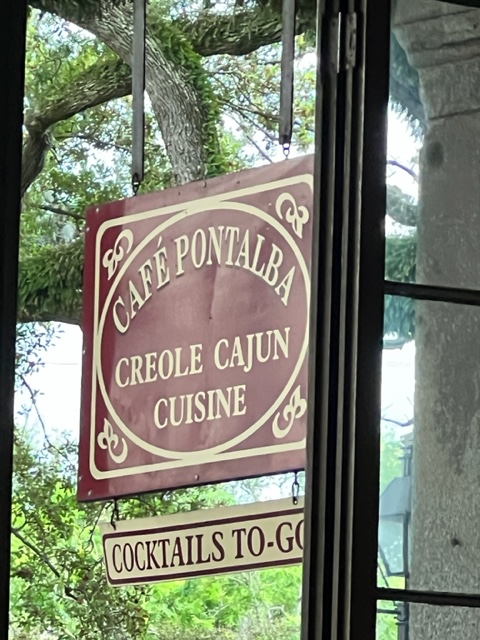 CAFÉ PONTALBA
CREOLE CAJUN
CUISINE
COCKTAILS TO-GO